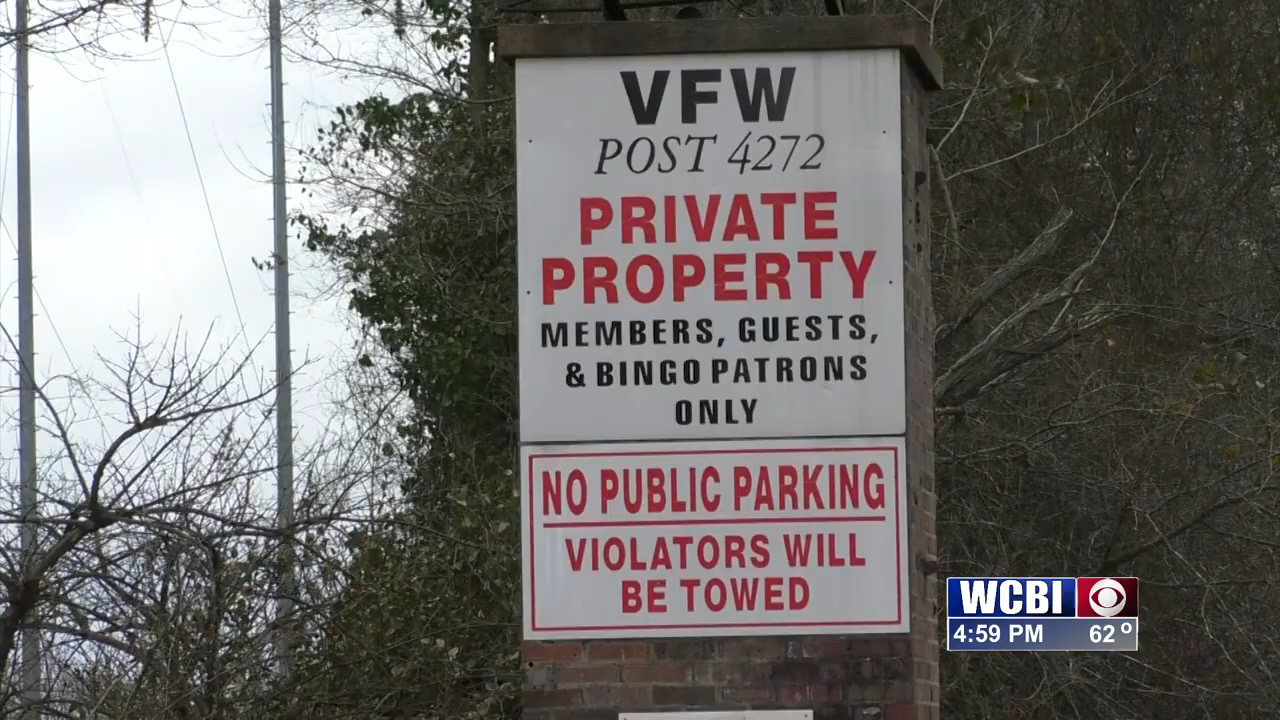 VFW
POST 4272
PRIVATE
PROPERTY
MEMBERS, GUESTS,
& BINGO PATRONS
ONLY
NO PUBLIC PARKING
VIOLATORS WILL
BE TOWED
WCBI
4:59 PM 62°